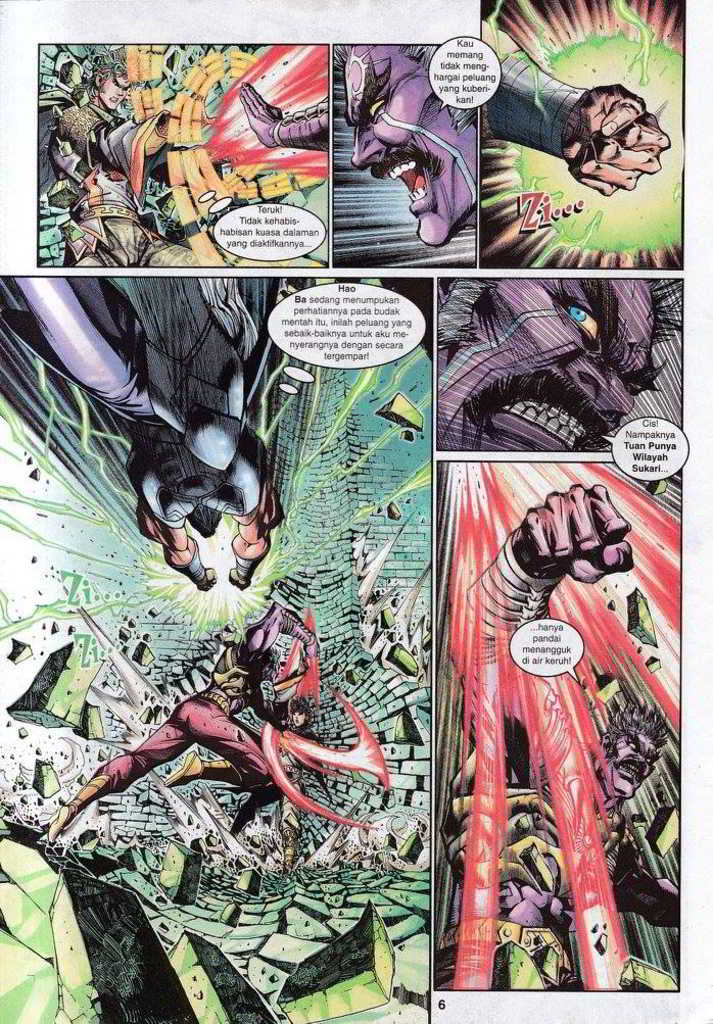 Kau
memang
tidak meng-
hargai peluang
yang kuberi-
kan!
Teruk!
Tidak kehabis-
habisan kuasa dalaman
yang diaktifkannya...
Zi...
Hao
Ba sedang menumpukan
perhatiannya pada budak
mentah itu, inilah peluang yang
sebaik-baiknya untuk aku me-
nyerangnya dengan secara
tergempar!
Cis!
Nampaknya
Tuan Punya
Wilayah
Sukari...
Zi...
Zi...
...hanya
pandai
menangguk
di air keruh!
6